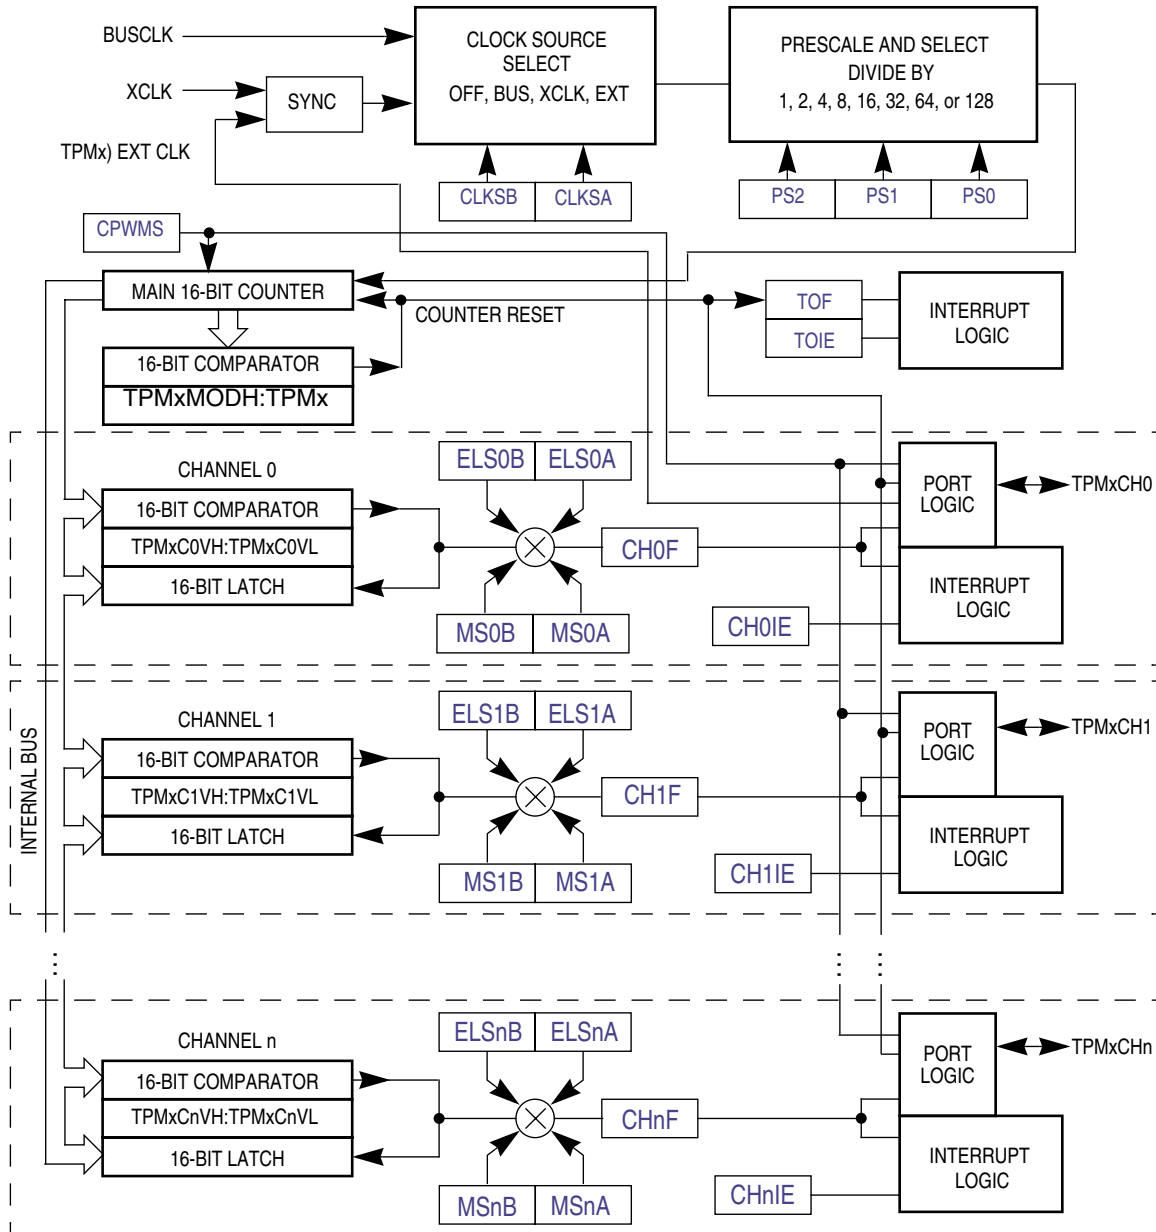 BUSCLK
CLOCK SOURCE
SELECT
OFF, BUS, XCLK, EXT
PRESCALE AND SELECT
DIVIDE BY
1, 2, 4, 8, 16, 32, 64, or 128
XCLK
SYNC
TPMx) EXT CLK
CLKSB
CLKSA
PS2
PS1
PS0
CPWMS
MAIN 16-BIT COUNTER
COUNTER RESET
TOF
TOIE
INTERRUPT
LOGIC
16-BIT COMPARATOR
TPMxMODH:TPMx
CHANNEL 0
ELS0B
ELS0A
PORT
LOGIC
TPMxCH0
16-BIT COMPARATOR
TPMxC0VH:TPMxC0VL
16-BIT LATCH
CH0F
INTERRUPT
LOGIC
MS0B
MS0A
CH0IE
INTERNAL BUS
CHANNEL 1
ELS1B
ELS1A
PORT
LOGIC
TPMxCH1
16-BIT COMPARATOR
TPMxC1VH:TPMxC1VL
16-BIT LATCH
CH1F
INTERRUPT
LOGIC
MS1B
MS1A
CH1IE
...
...
...
CHANNEL n
ELSnB
ELSnA
PORT
LOGIC
TPMxCHn
16-BIT COMPARATOR
TPMxCnVH:TPMxCnVL
16-BIT LATCH
CHnF
INTERRUPT
LOGIC
MSnB
MSnA
CHnIE